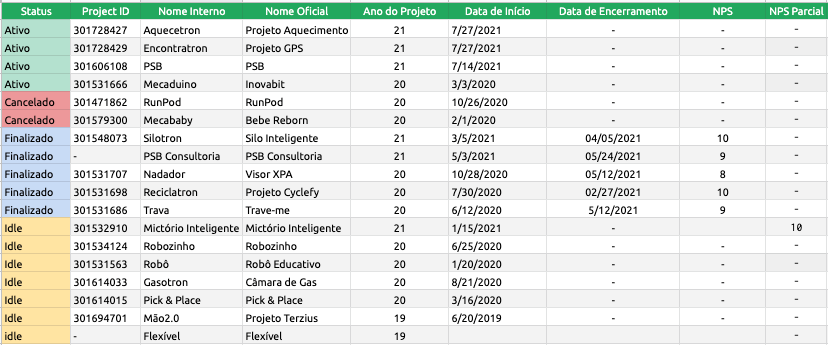 Status Project ID Nome Interno Nome Oficial Ano do Projeto Data de Início Data de Encerramento NPS NPS Parcial
Ativo 301728427 Aquecetron Projeto Aquecimento 21 7/27/2021 - - -
Ativo 301728429 Encontratron Projeto GPS 21 7/27/2021 - - -
Ativo 301606108 PSB PSB 21 7/14/2021 - - -
Ativo 301531666 Mecaduino Inovabit 20 3/3/2020 - - -
Cancelado 301471862 RunPod RunPod 20 10/26/2020 - - -
Cancelado 301579300 Mecababy Bebe Reborn 20 2/1/2020 - - -
Finalizado 301548073 Silotron Silo Inteligente 21 3/5/2021 04/05/2021 10 -
Finalizado - PSB Consultoria PSB Consultoria 21 5/3/2021 05/24/2021 9 -
Finalizado 301531707 Nadador Visor XPA 20 10/28/2020 05/12/2021 8 -
Finalizado 301531698 Reciclatron Projeto Cyclefy 20 7/30/2020 02/27/2021 10 -
Finalizado 301531686 Trava Trave-me 20 6/12/2020 5/12/2021 9 -
Idle 301532910 Mictório Inteligente Mictório Inteligente 21 1/15/2021 - 10
Idle 301534124 Robozinho Robozinho 20 6/25/2020 - - -
Idle 301531563 Robô Robô Educativo 20 1/20/2020 - - -
Idle 301614033 Gasotron Câmara de Gas 20 8/21/2020 - - -
Idle 301614015 Pick & Place Pick & Place 20 3/16/2020 - - -
Idle 301694701 Mão2.0 Projeto Terzius 19 6/20/2019 - - -
idle - Flexível Flexível 19 -